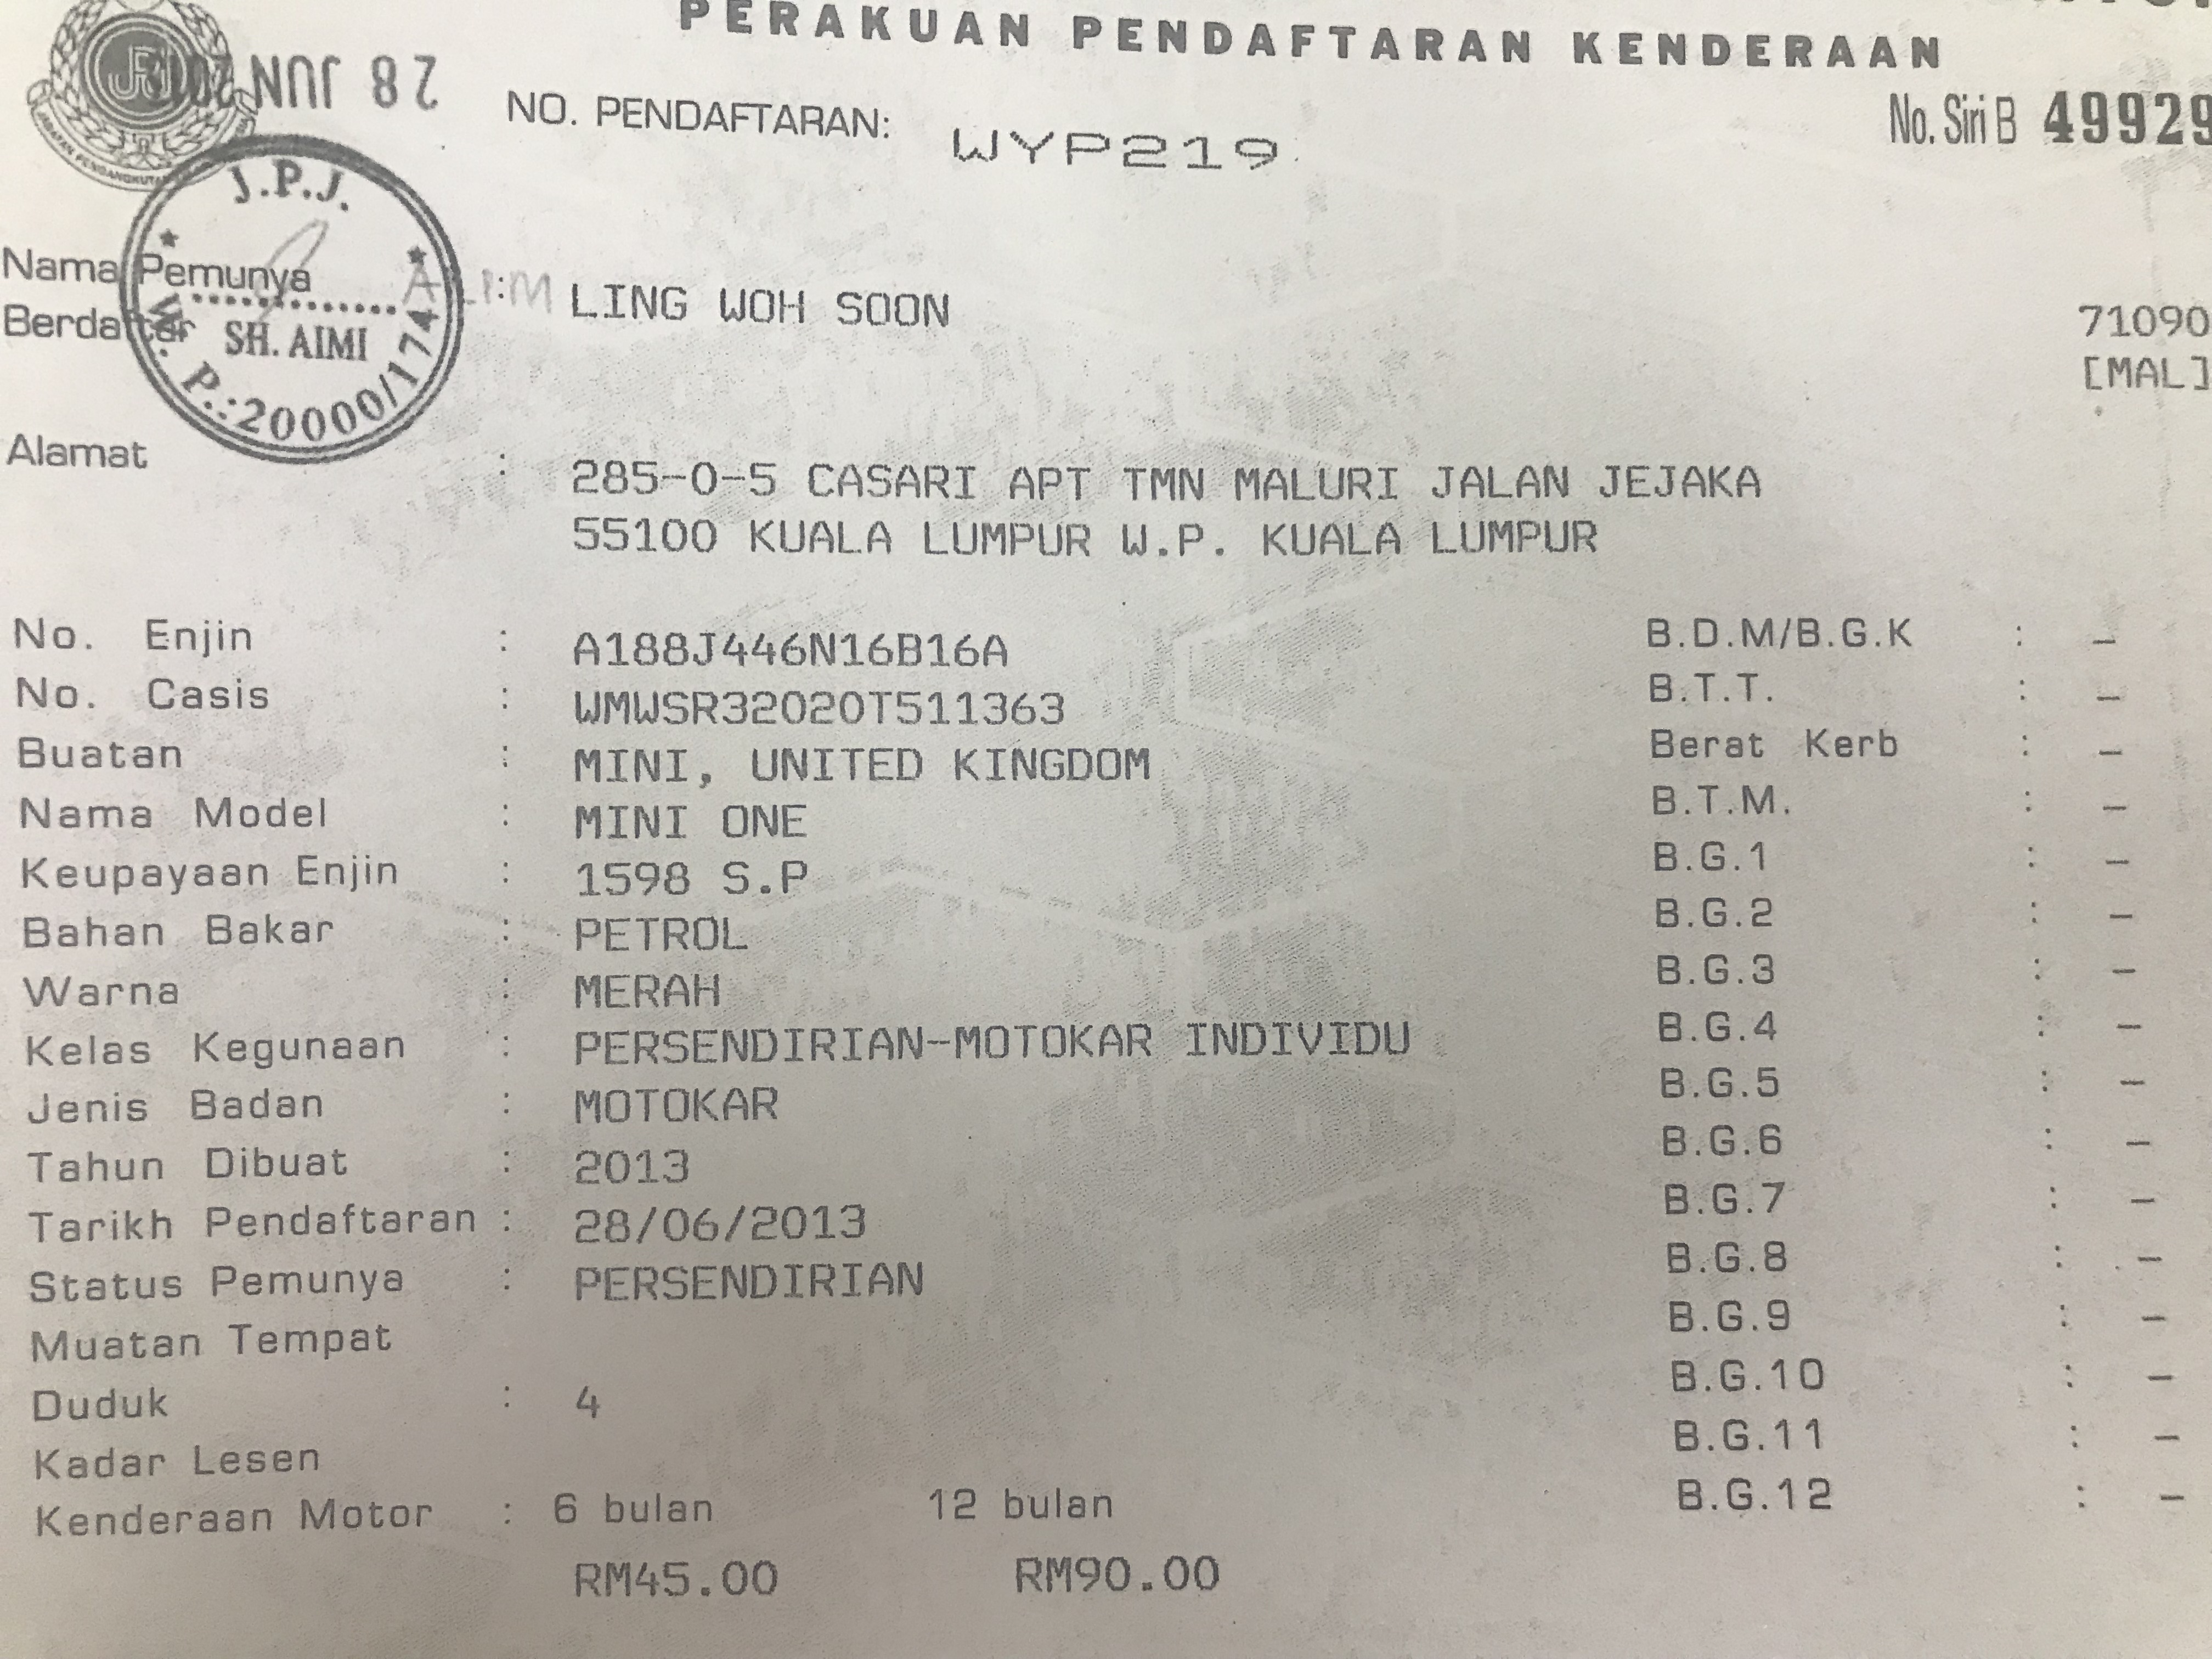 PERAKUAN PENDAFTARAN KENDERAAN
28 JUN
NO. PENDAFTARAN: WYP219
No. Siri B 49929
J.P.J.
SH. AIMI
W. P.:20000/174
Nama Pemunya
Berdaftar : LING WOH SOON 71090
[MAL]
Alamat : 285-0-5 CASARI APT TMN MALURI JALAN JEJAKA
55100 KUALA LUMPUR W.P. KUALA LUMPUR
No. Enjin : A188J446N16B16A B.D.M/B.G.K : -
No. Casis : WMWSR32020T511363 B.T.T. : -
Buatan : MINI, UNITED KINGDOM Berat Kerb : -
Nama Model : MINI ONE B.T.M. : -
Keupayaan Enjin : 1598 S.P B.G.1 : -
Bahan Bakar : PETROL B.G.2 : -
Warna : MERAH B.G.3 : -
Kelas Kegunaan : PERSENDIRIAN-MOTOKAR INDIVIDU B.G.4 : -
Jenis Badan : MOTOKAR B.G.5 : -
Tahun Dibuat : 2013 B.G.6 : -
Tarikh Pendaftaran : 28/06/2013 B.G.7 : -
Status Pemunya : PERSENDIRIAN B.G.8 : -
Muatan Tempat B.G.9 : -
Duduk : 4 B.G.10 : -
Kadar Lesen B.G.11 : -
Kenderaan Motor : 6 bulan 12 bulan B.G.12 : -
RM45.00 RM90.00